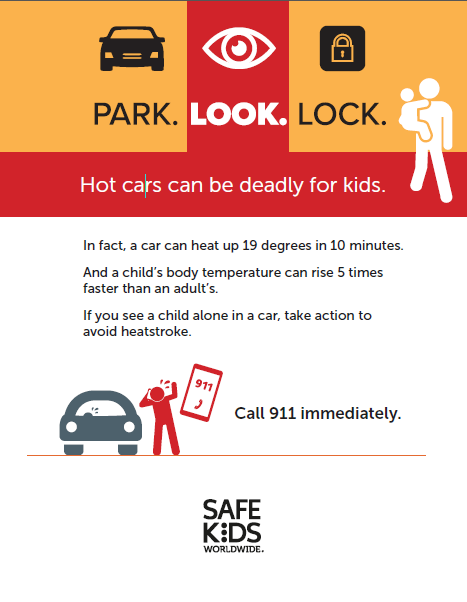 PARK. LOOK. LOCK.
Hot cars can be deadly for kids.
In fact, a car can heat up 19 degrees in 10 minutes.
And a child’s body temperature can rise 5 times
faster than an adult’s.
If you see a child alone in a car, take action to
avoid heatstroke.
911
Call 911 immediately.
SAFE
KIDS
WORLDWIDE.